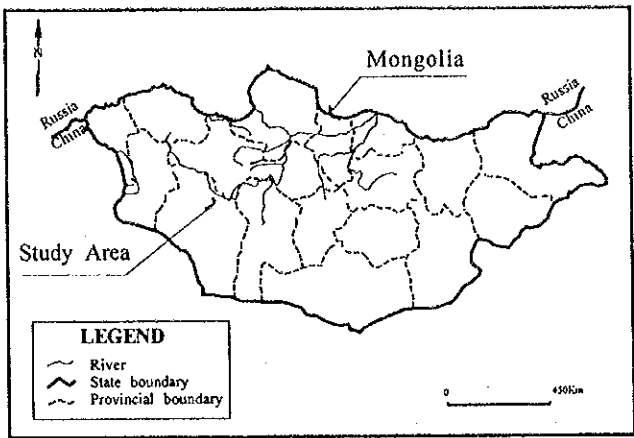 N
Mongolia
Russia
China
Russia
China
Study Area
LEGEND
River
State boundary
Provincial boundary
0 450Km